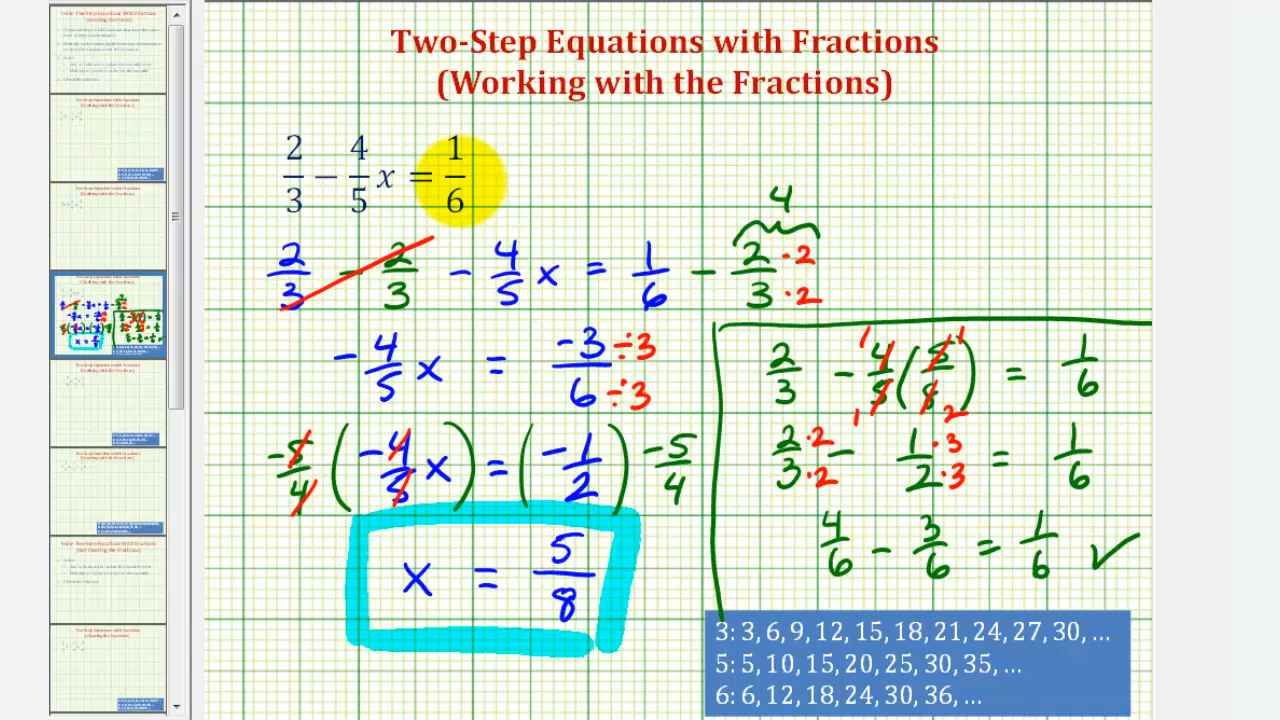 Two-Step Equations with Fractions
(Working with the Fractions)
2/3 − 4/5 x = 1/6
4
2/3 − 2/3 − 4/5 x = 1/6 − 2/3 ·2/·2
−4/5 x = −3/6 ÷3/÷3
−5/4 (−4/5 x) = (−1/2) −5/4
x = 5/8
2/3 − 4/5 (5/8) = 1/6
1 1 1 2
2/3 ·2/·2 − 1/2 ·3/·3 = 1/6
4/6 − 3/6 = 1/6 ✓
3: 3, 6, 9, 12, 15, 18, 21, 24, 27, 30, ...
5: 5, 10, 15, 20, 25, 30, 35, ...
6: 6, 12, 18, 24, 30, 36, ...